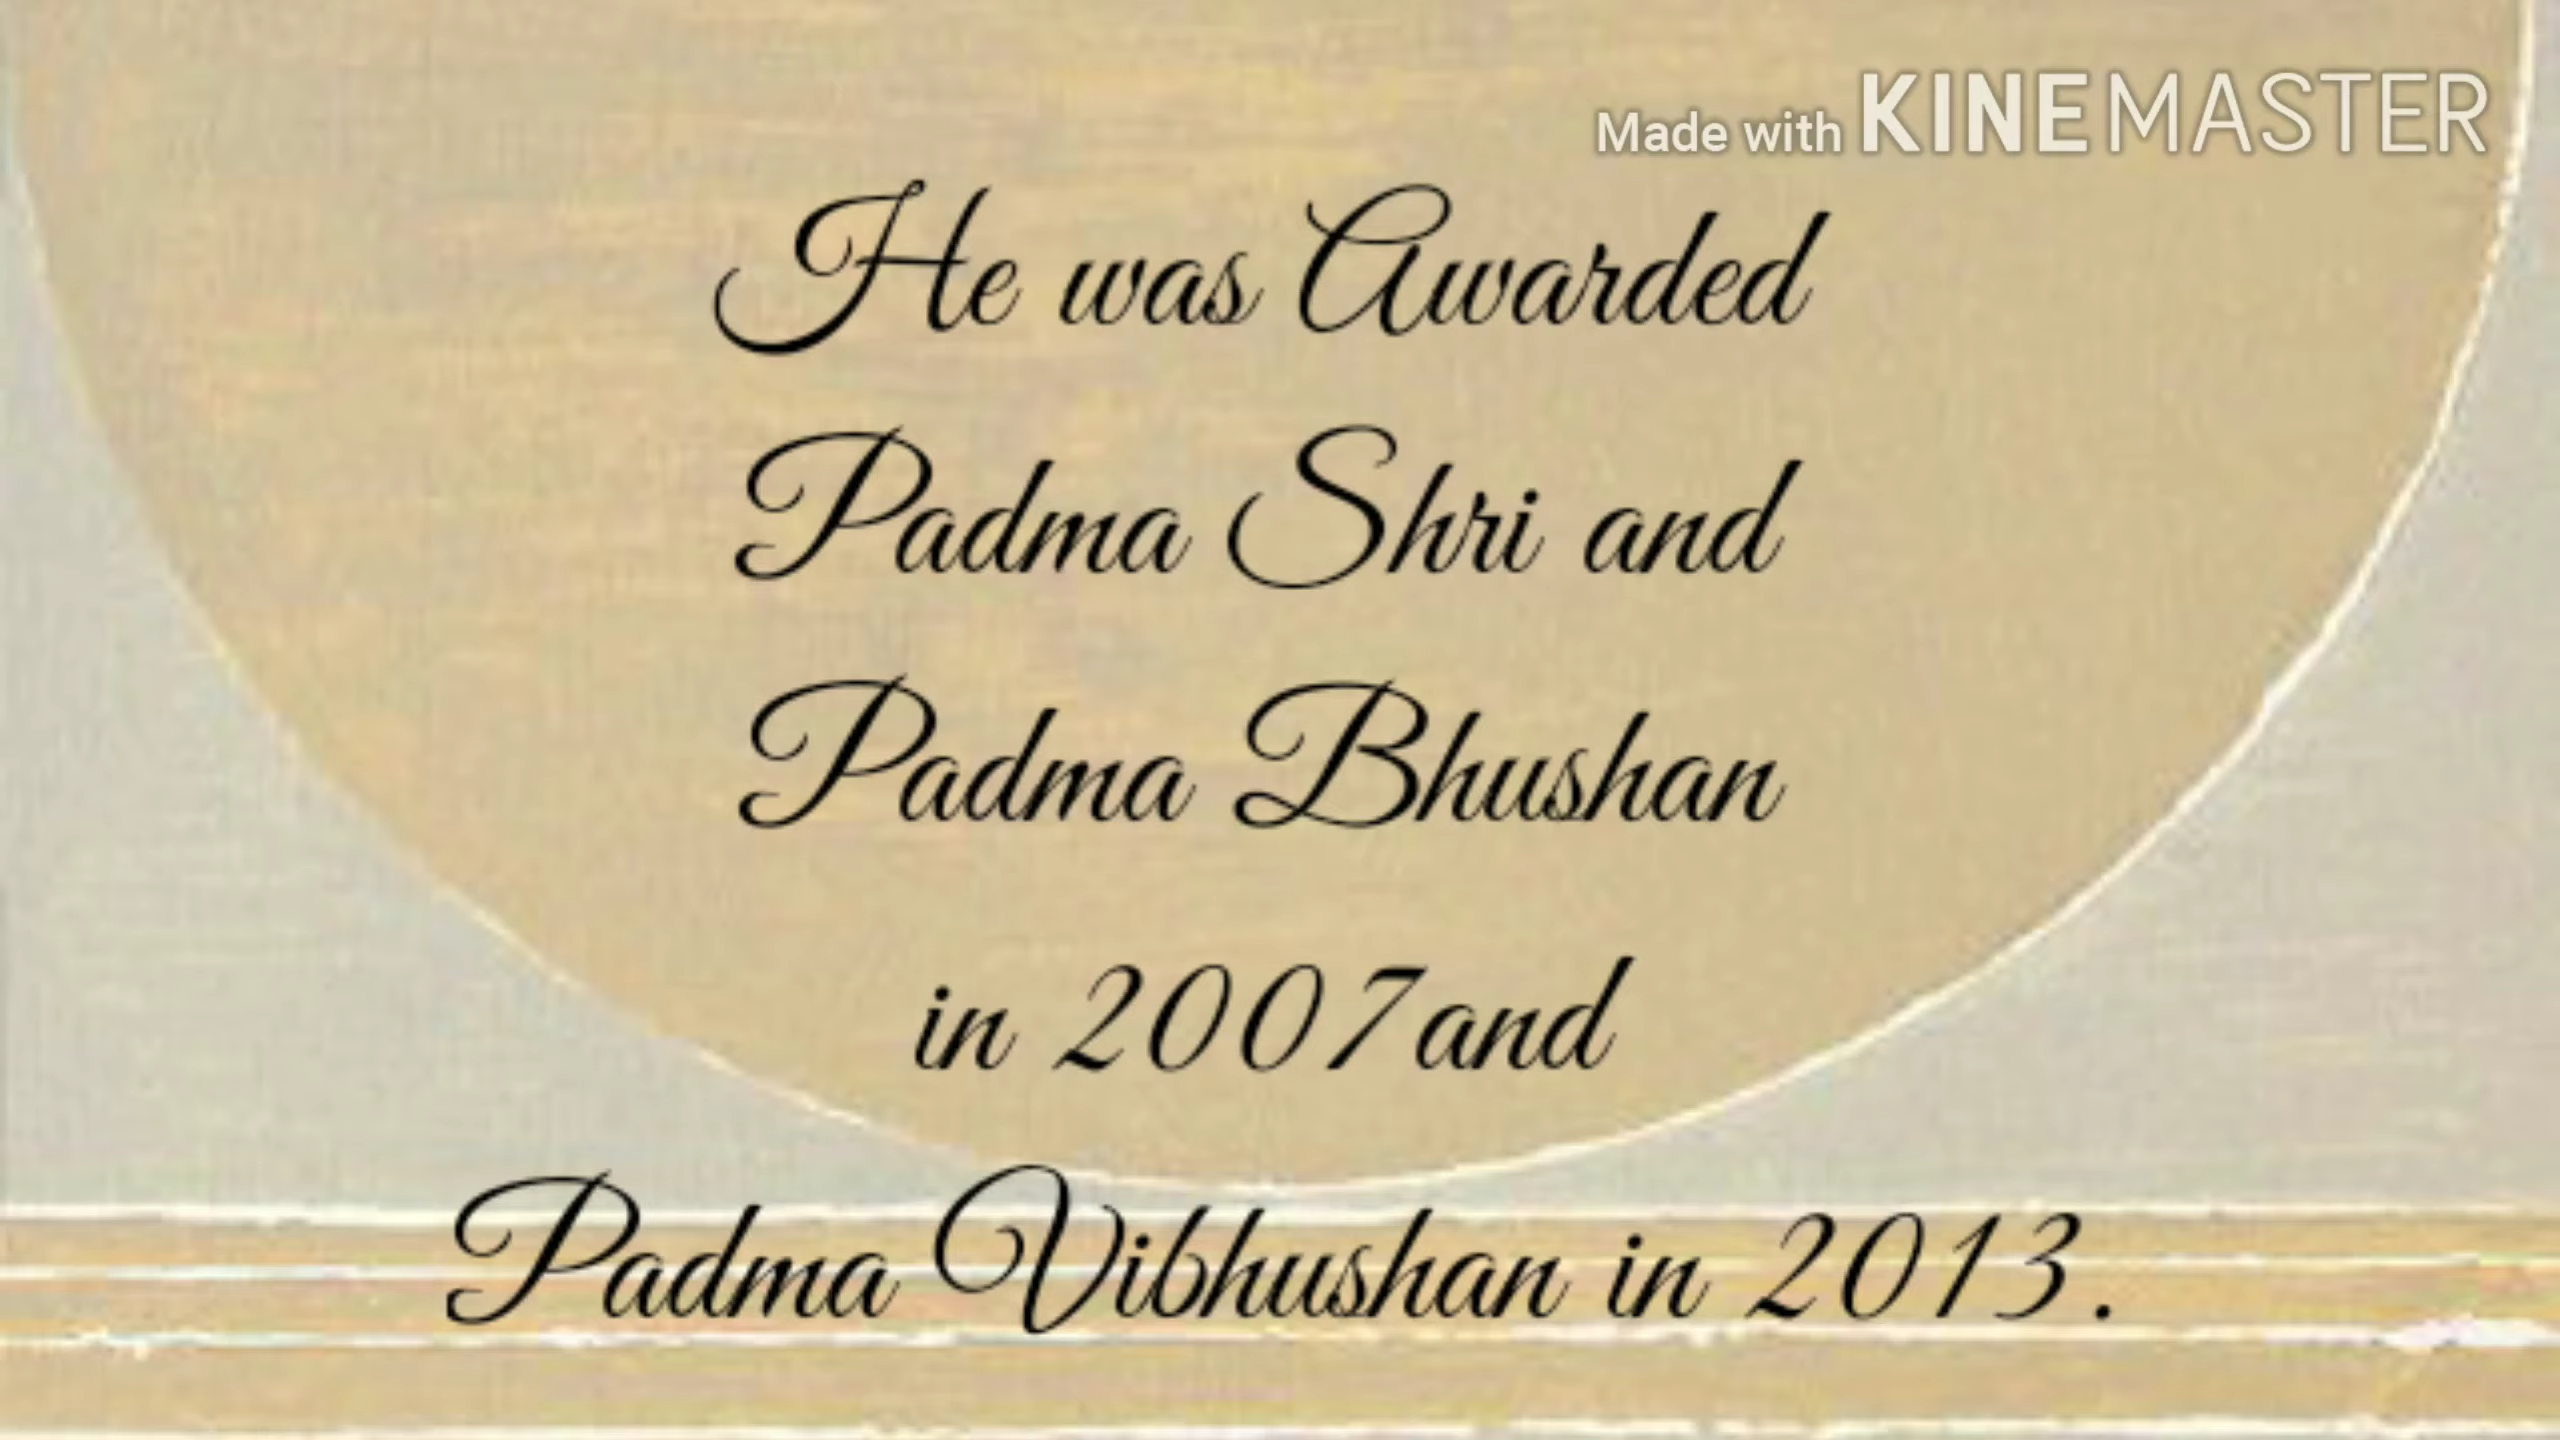 Made with KINEMASTER
He was Awarded
Padma Shri and
Padma Bhushan
in 2007and
Padma Vibhushan in 2013.